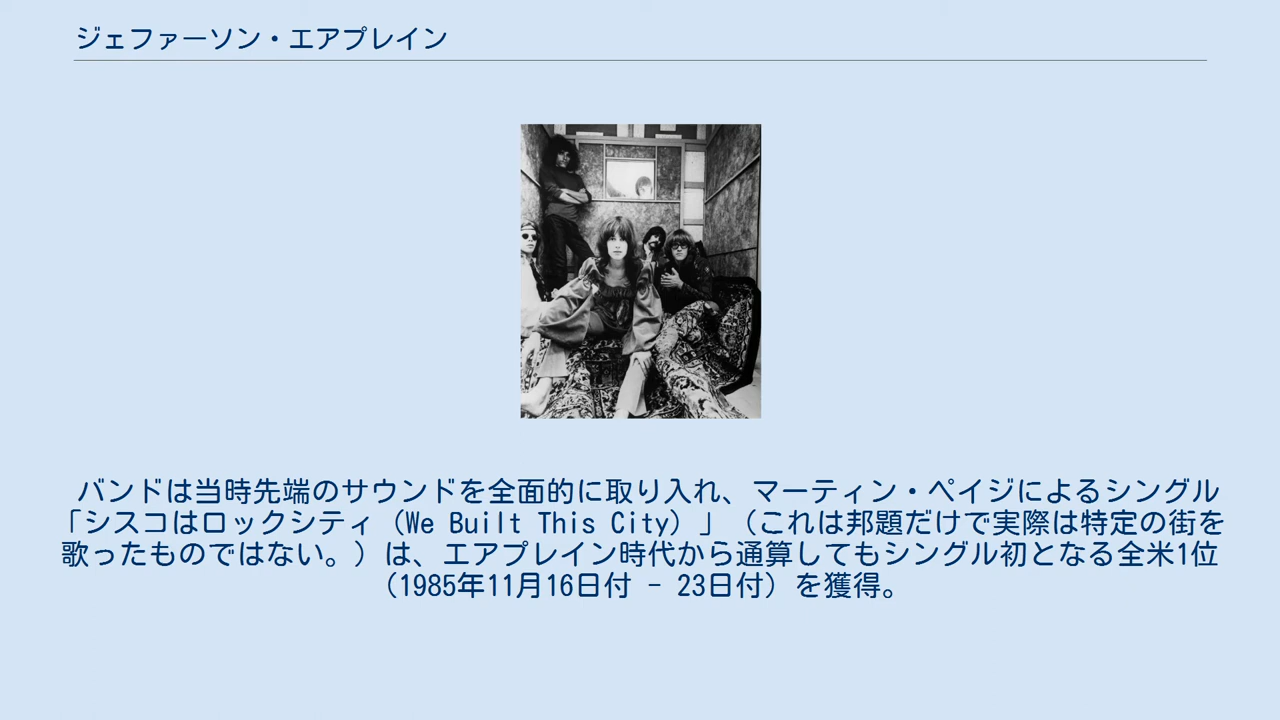 ジェファーソン・エアプレイン
バンドは当時先端のサウンドを全面的に取り入れ、マーティン・ペイジによるシングル
「シスコはロックシティ（We Built This City）」（これは邦題だけで実際は特定の街を
歌ったものではない。）は、エアプレイン時代から通算してもシングル初となる全米1位
（1985年11月16日付 - 23日付）を獲得。